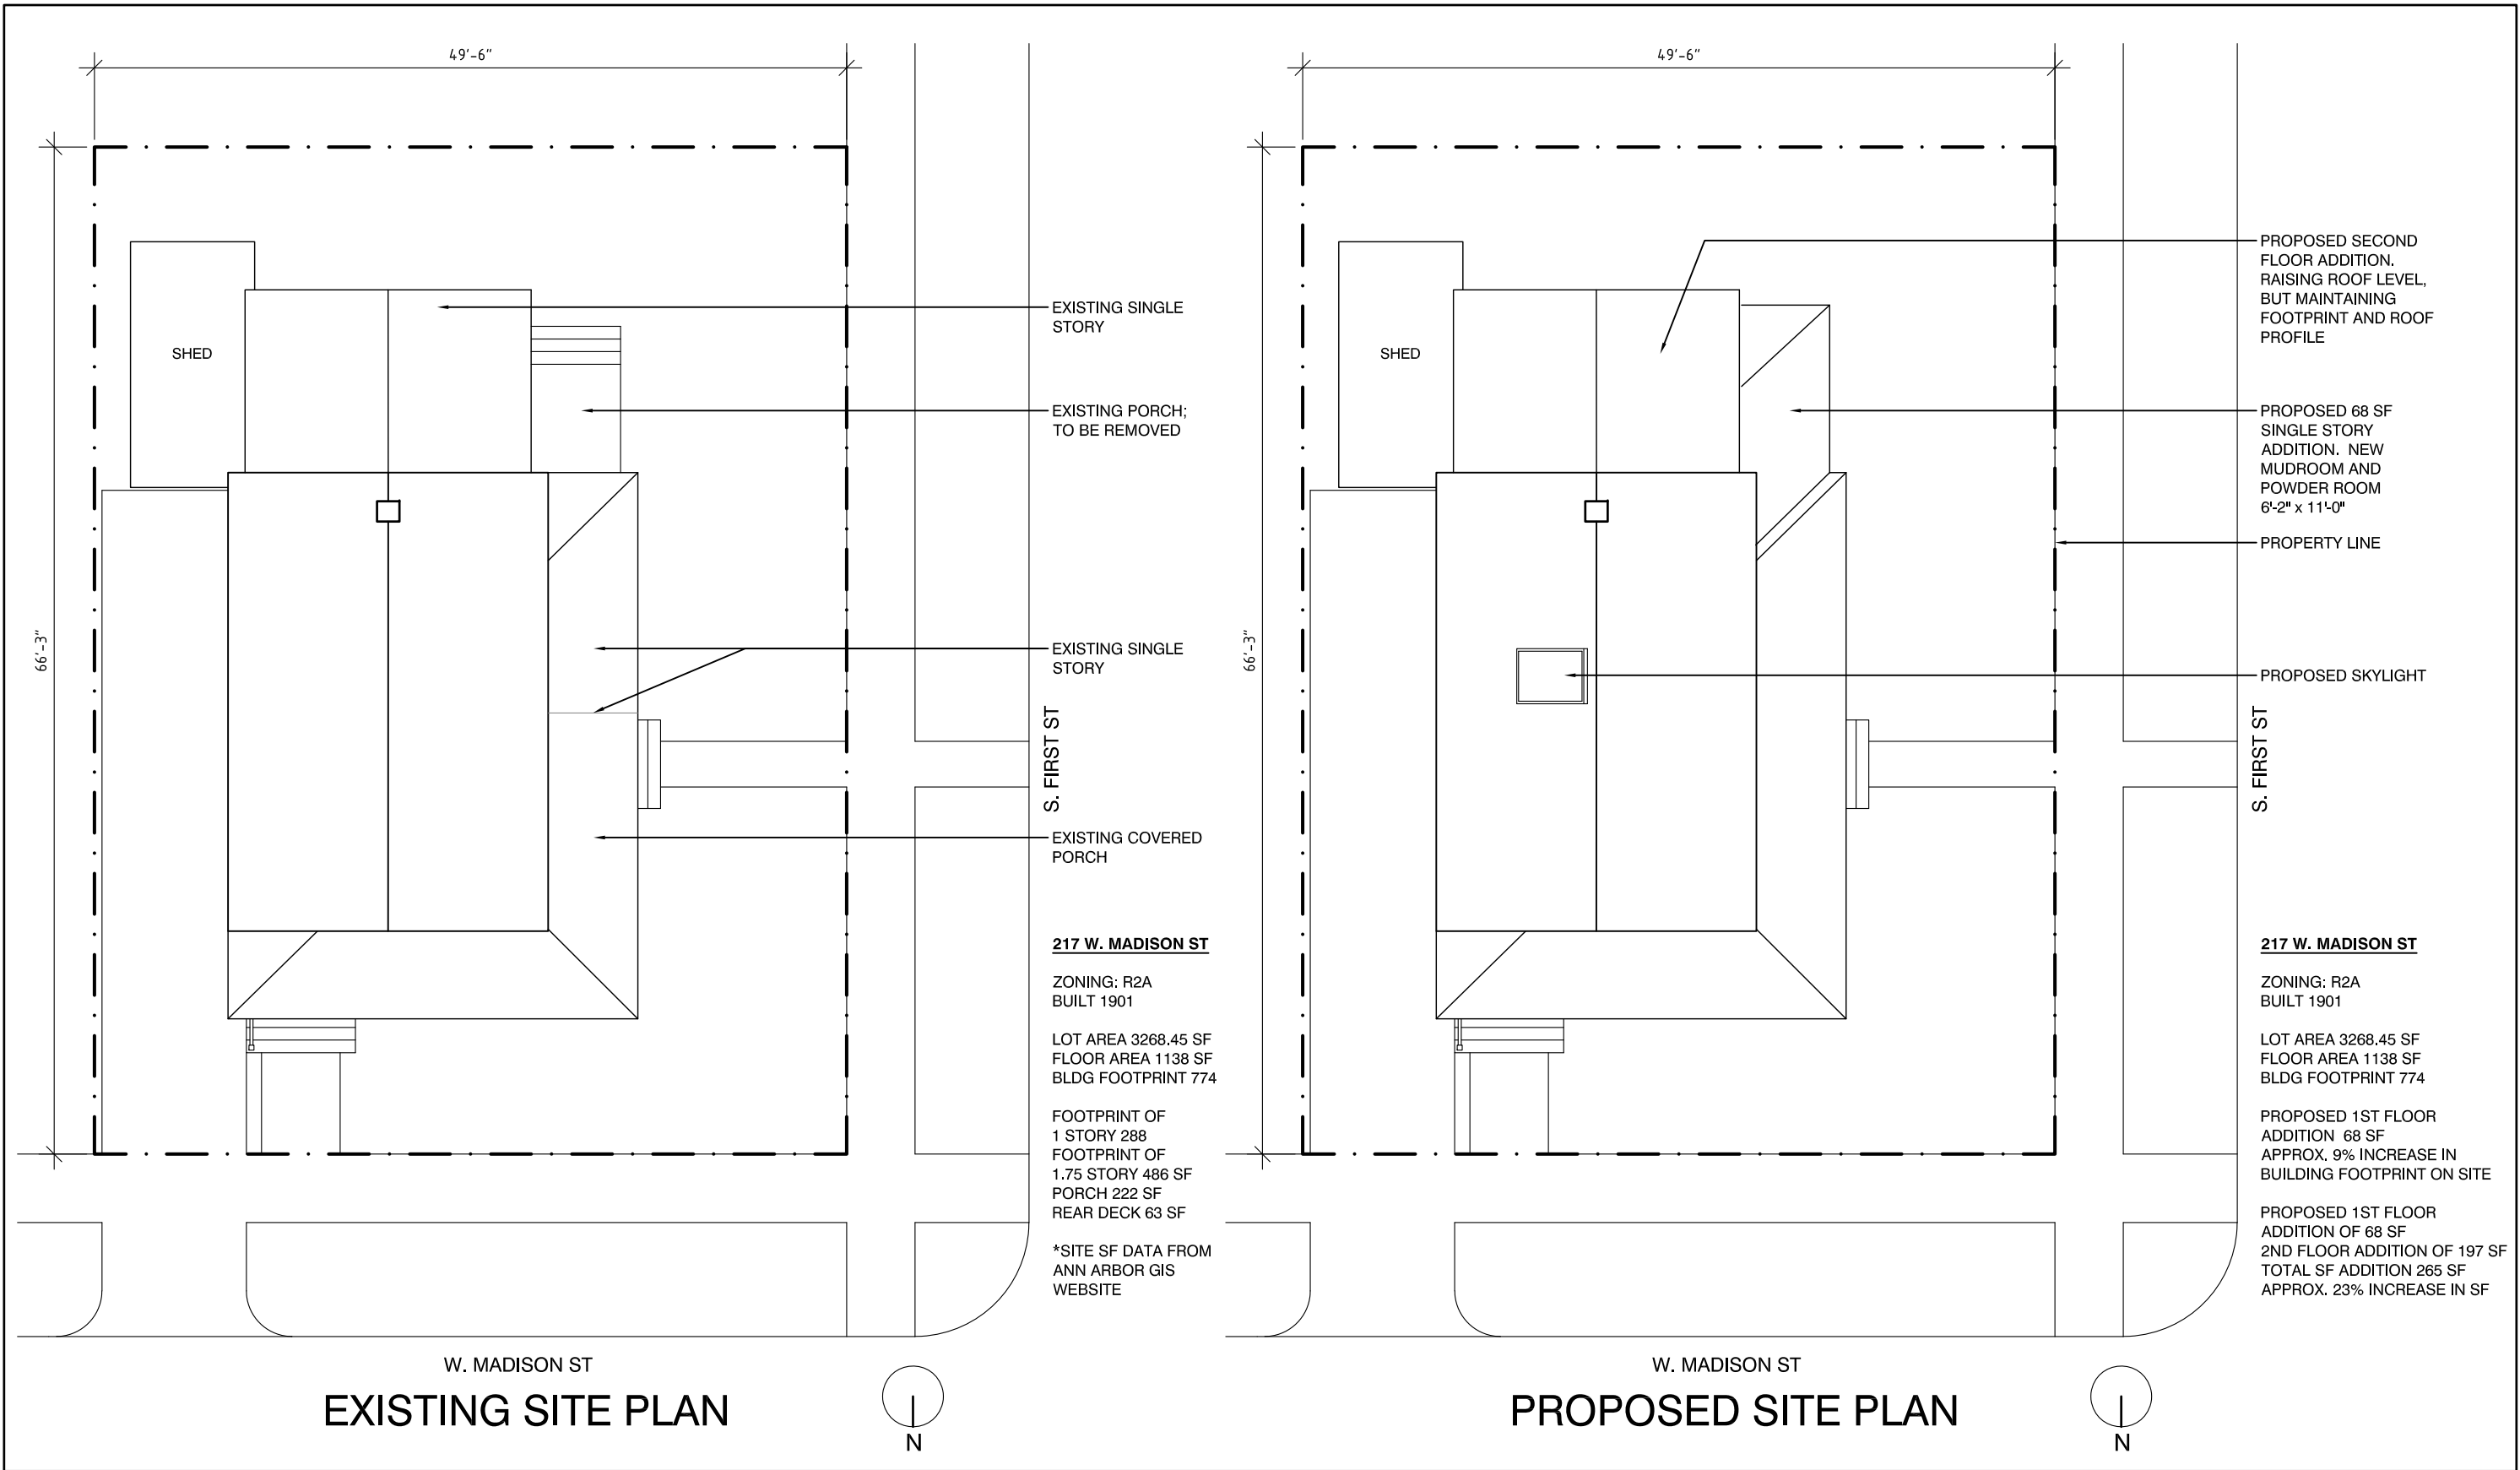 49'-6"
66'-3"
SHED
EXISTING SINGLE
STORY
EXISTING PORCH;
TO BE REMOVED
EXISTING SINGLE
STORY
S. FIRST ST
EXISTING COVERED
PORCH
217 W. MADISON ST
ZONING: R2A
BUILT 1901
LOT AREA 3268.45 SF
FLOOR AREA 1138 SF
BLDG FOOTPRINT 774
FOOTPRINT OF
1 STORY 288
FOOTPRINT OF
1.75 STORY 486 SF
PORCH 222 SF
REAR DECK 63 SF
*SITE SF DATA FROM
ANN ARBOR GIS
WEBSITE
W. MADISON ST
EXISTING SITE PLAN
N
49'-6"
66'-3"
SHED
PROPOSED SECOND
FLOOR ADDITION.
RAISING ROOF LEVEL,
BUT MAINTAINING
FOOTPRINT AND ROOF
PROFILE
PROPOSED 68 SF
SINGLE STORY
ADDITION. NEW
MUDROOM AND
POWDER ROOM
6'-2" x 11'-0"
PROPERTY LINE
PROPOSED SKYLIGHT
S. FIRST ST
217 W. MADISON ST
ZONING: R2A
BUILT 1901
LOT AREA 3268.45 SF
FLOOR AREA 1138 SF
BLDG FOOTPRINT 774
PROPOSED 1ST FLOOR
ADDITION 68 SF
APPROX. 9% INCREASE IN
BUILDING FOOTPRINT ON SITE
PROPOSED 1ST FLOOR
ADDITION OF 68 SF
2ND FLOOR ADDITION OF 197 SF
TOTAL SF ADDITION 265 SF
APPROX. 23% INCREASE IN SF
W. MADISON ST
PROPOSED SITE PLAN
N